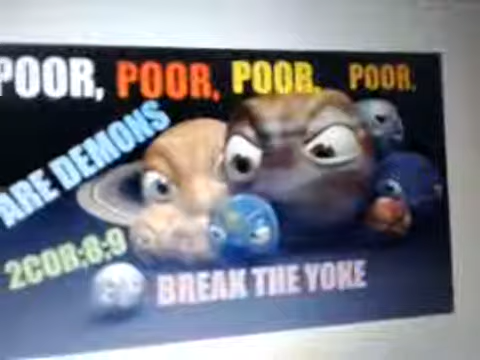 POOR, POOR, POOR, POOR,
ARE DEMONS
2COR:8:9
BREAK THE YOKE